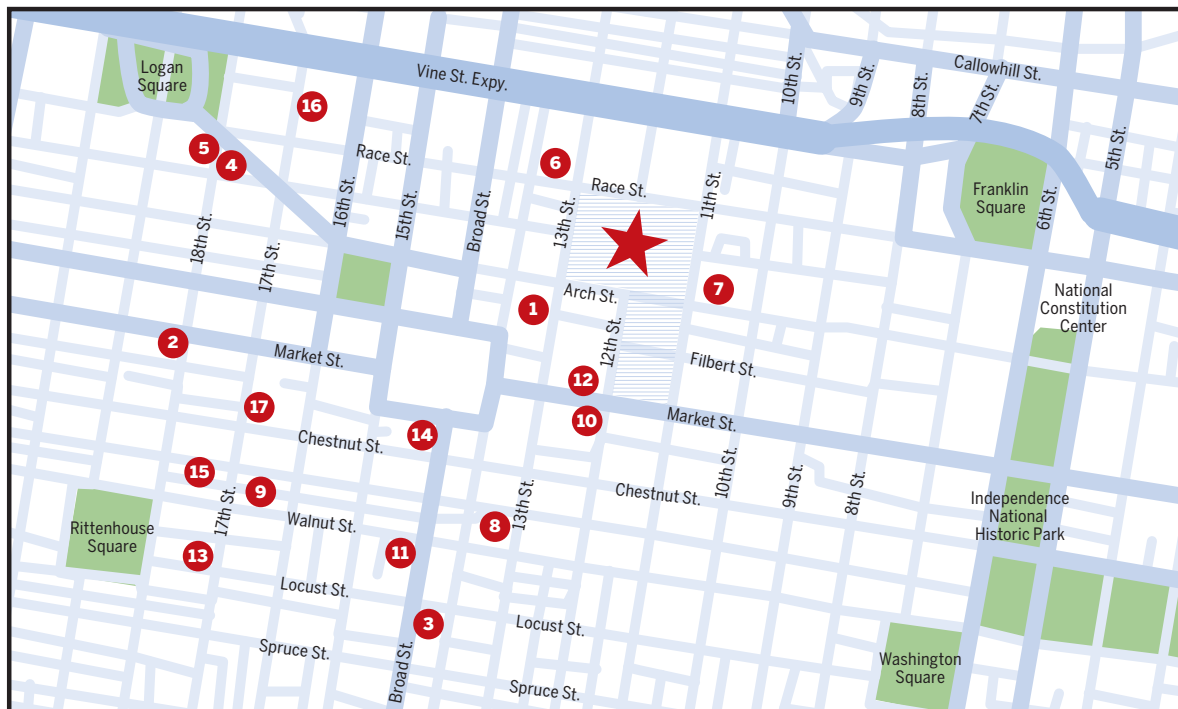 Logan
Square
Vine St. Expy.
10th St.
9th St.
8th St.
7th St.
Callowhill St.
5th St.
16
5
4
Race St.
6
Race St.
11th St.
Franklin
Square
6th St.
18th St.
17th St.
16th St.
15th St.
Broad St.
13th St.
7
Arch St.
1
12th St.
National
Constitution
Center
2
Market St.
Filbert St.
12
10
Market St.
17
14
Chestnut St.
15
9
17th St.
Walnut St.
8
13th St.
Chestnut St.
10th St.
9th St.
8th St.
Independence
National
Historic Park
Rittenhouse
Square
13
11
Locust St.
3
Locust St.
Spruce St.
Broad St.
Spruce St.
Washington
Square